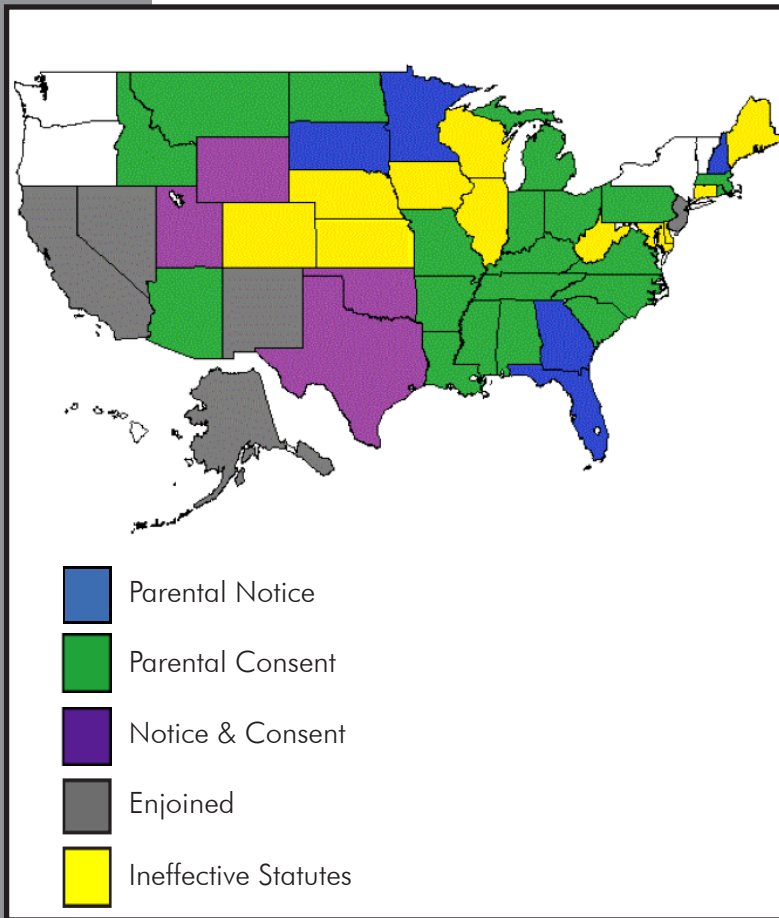 Parental Notice
Parental Consent
Notice & Consent
Enjoined
Ineffective Statutes